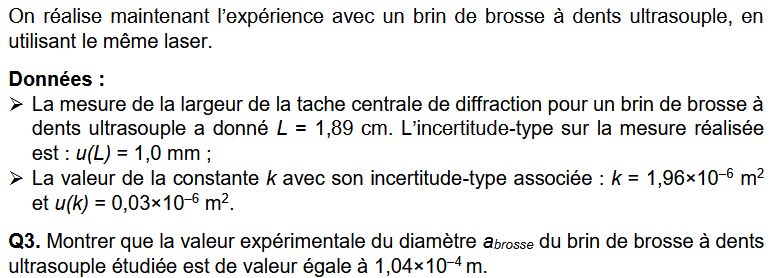 On réalise maintenant l'expérience avec un brin de brosse à dents ultrasouple, en
utilisant le même laser.
Données :
➢ La mesure de la largeur de la tache centrale de diffraction pour un brin de brosse à
dents ultrasouple a donné L = 1,89 cm. L'incertitude-type sur la mesure réalisée
est : u(L) = 1,0 mm ;
➢ La valeur de la constante k avec son incertitude-type associée : k = 1,96×10⁻⁶ m²
et u(k) = 0,03×10⁻⁶ m².
Q3. Montrer que la valeur expérimentale du diamètre a_brosse du brin de brosse à dents
ultrasouple étudiée est de valeur égale à 1,04×10⁻⁴ m.